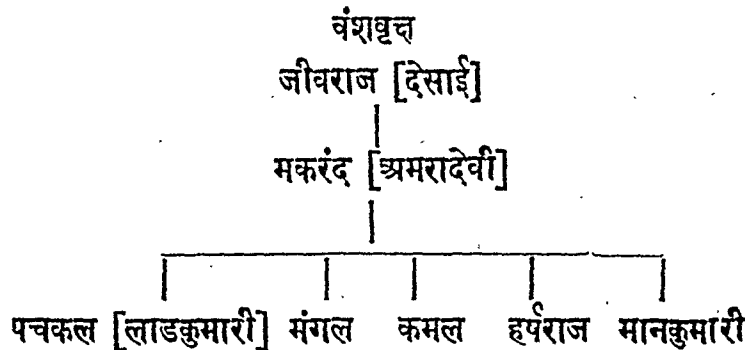 वंशवृक्ष
जीवराज [देसाई]
मकरंद [अमरादेवी]
पचकल [लाडकुमारी] मंगल कमल हर्षराज मानकुमारी